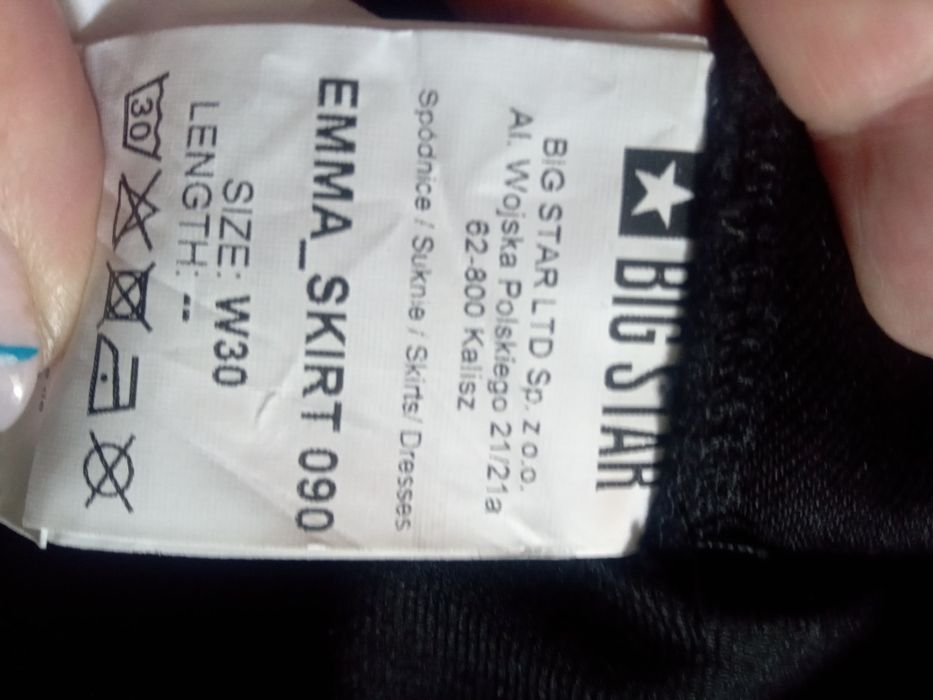 BIG STAR
BIG STAR LTD Sp. z o.o.
Al. Wojska Polskiego 21/21a
62-800 Kalisz
Spódnice / Suknie / Skirts/ Dresses
EMMA_SKIRT 090
SIZE: W30
LENGTH: --
30